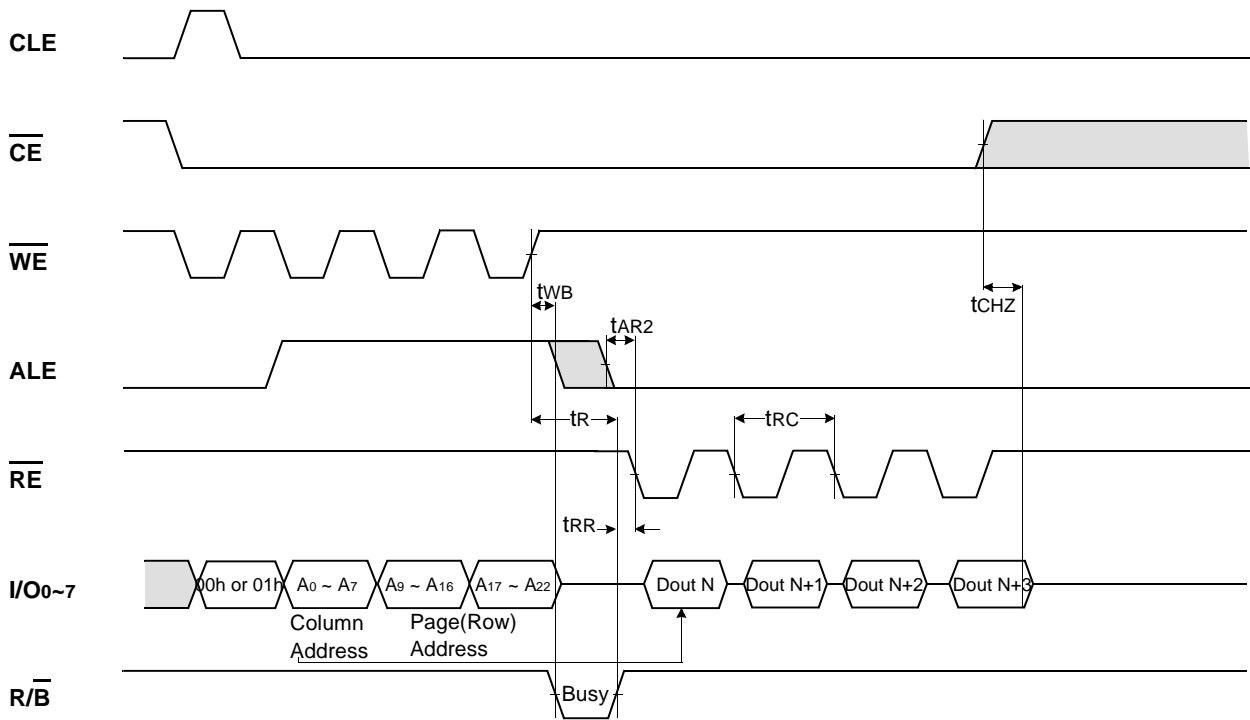 CLE
CE
WE
tWB
tCHZ
tAR2
ALE
tR
tRC
RE
tRR
I/O0~7
00h or 01h
A0 ~ A7
A9 ~ A16
A17 ~ A22
Dout N
Dout N+1
Dout N+2
Dout N+3
Column
Address
Page(Row)
Address
R/B
Busy